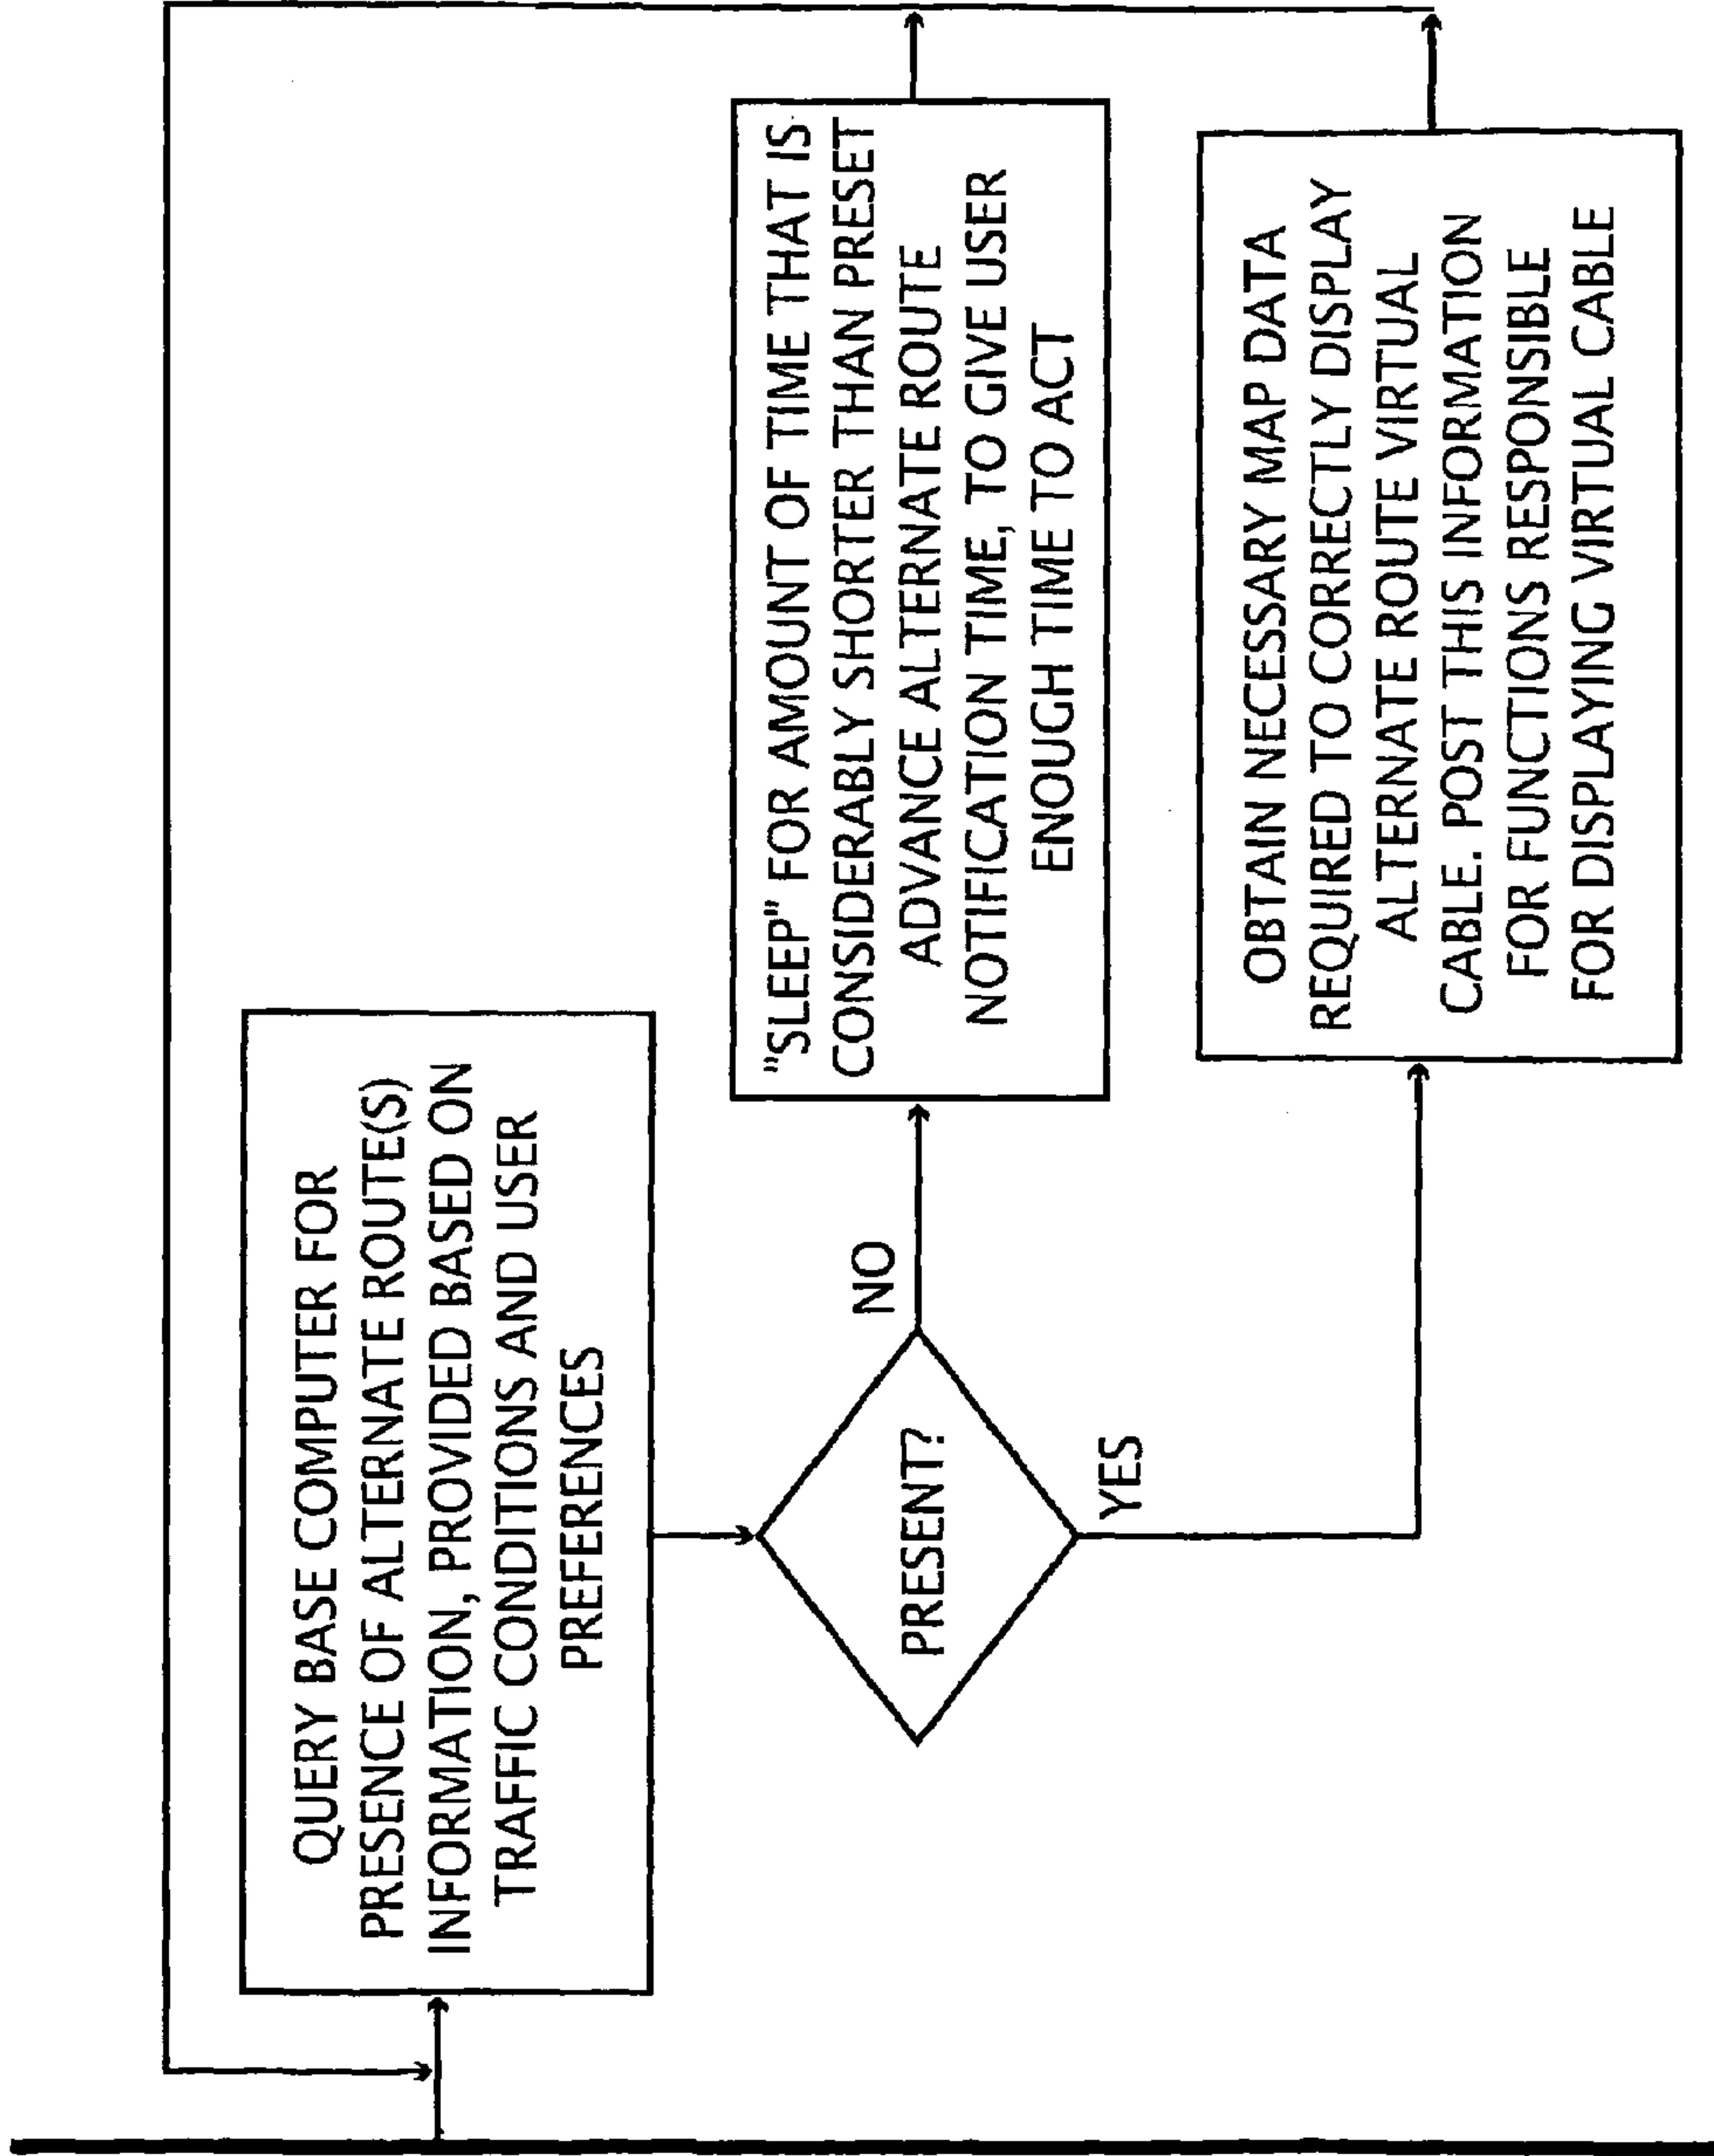 QUERY BASE COMPUTER FOR
PRESENCE OF ALTERNATE ROUTE(S)
INFORMATION, PROVIDED BASED ON
TRAFFIC CONDITIONS AND USER
PREFERENCES
PRESENT?
NO
YES
"SLEEP" FOR AMOUNT OF TIME THAT IS
CONSIDERABLY SHORTER THAN PRESET
ADVANCE ALTERNATE ROUTE
NOTIFICATION TIME, TO GIVE USER
ENOUGH TIME TO ACT
OBTAIN NECESSARY MAP DATA
REQUIRED TO CORRECTLY DISPLAY
ALTERNATE ROUTE VIRTUAL
CABLE. POST THIS INFORMATION
FOR FUNCTIONS RESPONSIBLE
FOR DISPLAYING VIRTUAL CABLE